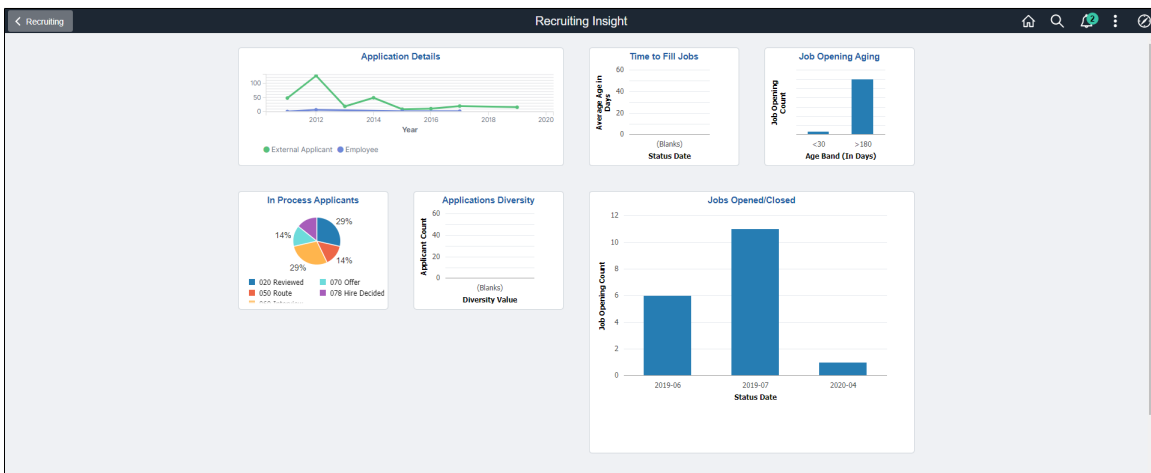 Recruiting
Recruiting Insight
2
Application Details
100
50
0
2012 2014 2016 2018 2020
Year
External Applicant Employee
Time to Fill Jobs
60
40
20
0
Average Age in
Days
(Blanks)
Status Date
Job Opening Aging
Job Opening
Count
<30 >180
Age Band (In Days)
In Process Applicants
29%
14%
14%
29%
020 Reviewed 070 Offer
050 Route 078 Hire Decided
Applications Diversity
60
40
20
0
Applicant Count
(Blanks)
Diversity Value
Jobs Opened/Closed
12
10
8
6
4
2
0
Job Opening Count
2019-06 2019-07 2020-04
Status Date